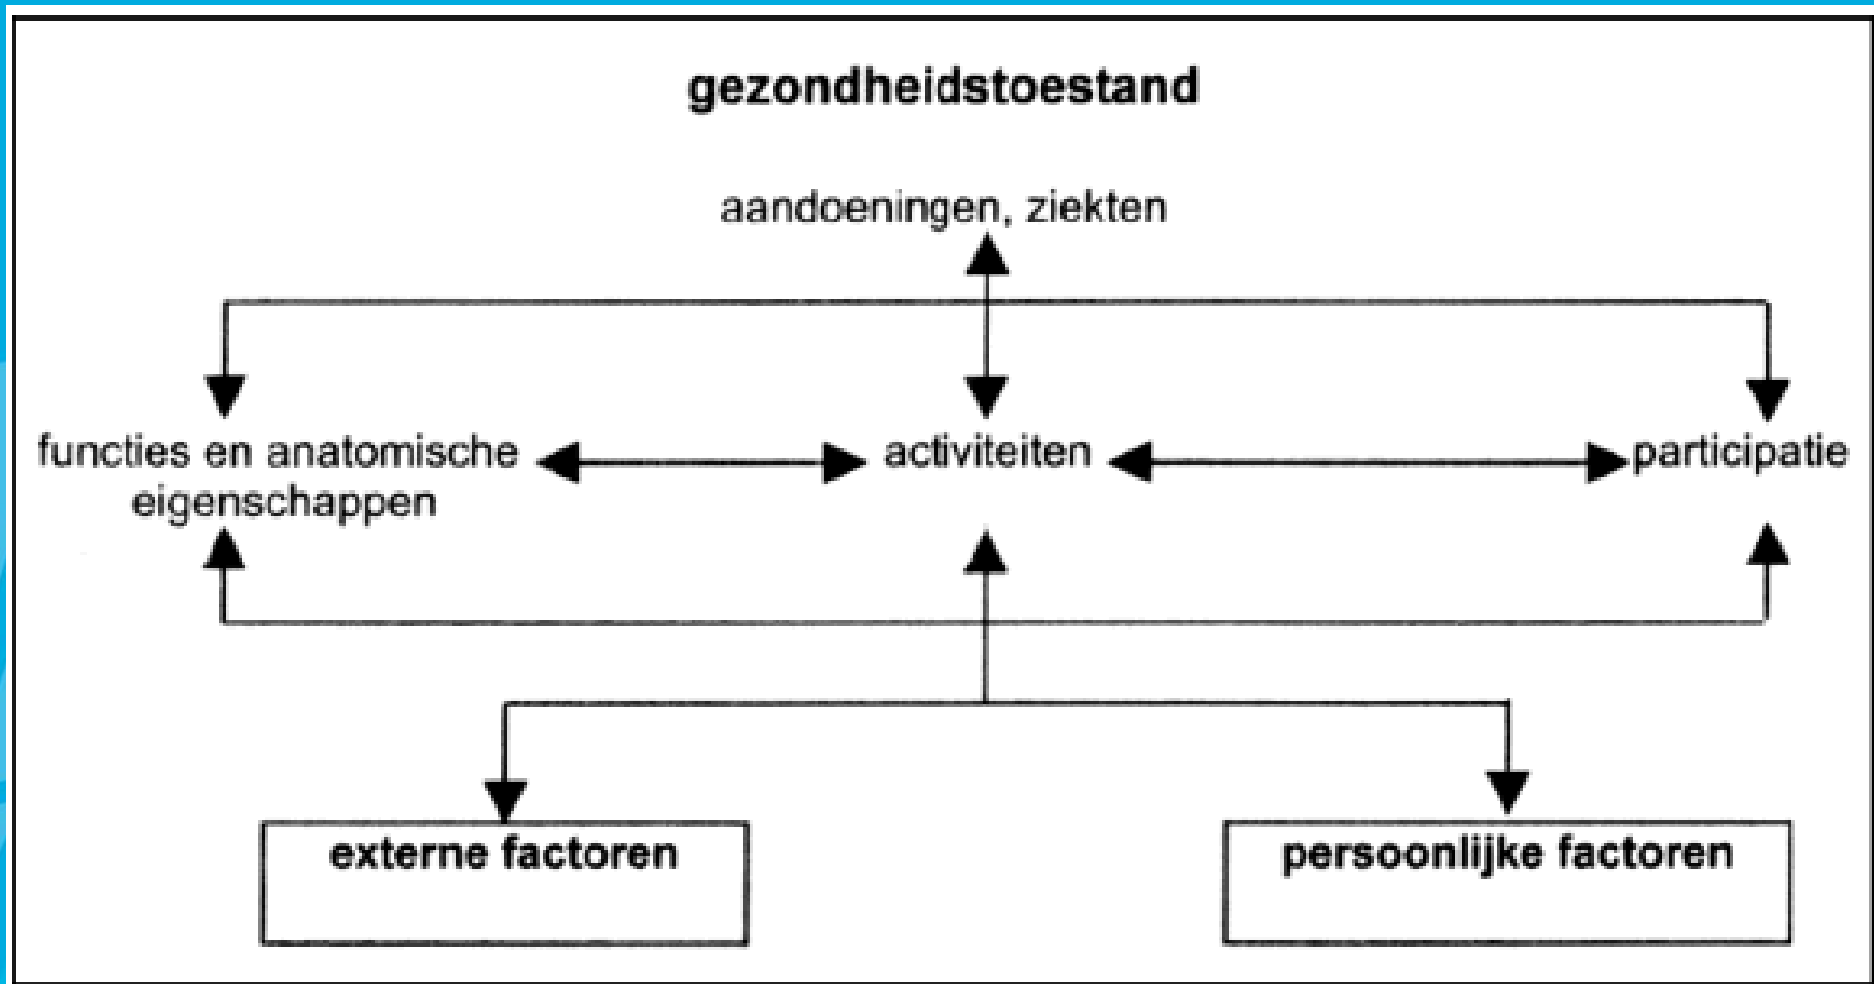 gezondheidstoestand
aandoeningen, ziekten
functies en anatomische
eigenschappen
activiteiten
participatie
externe factoren
persoonlijke factoren